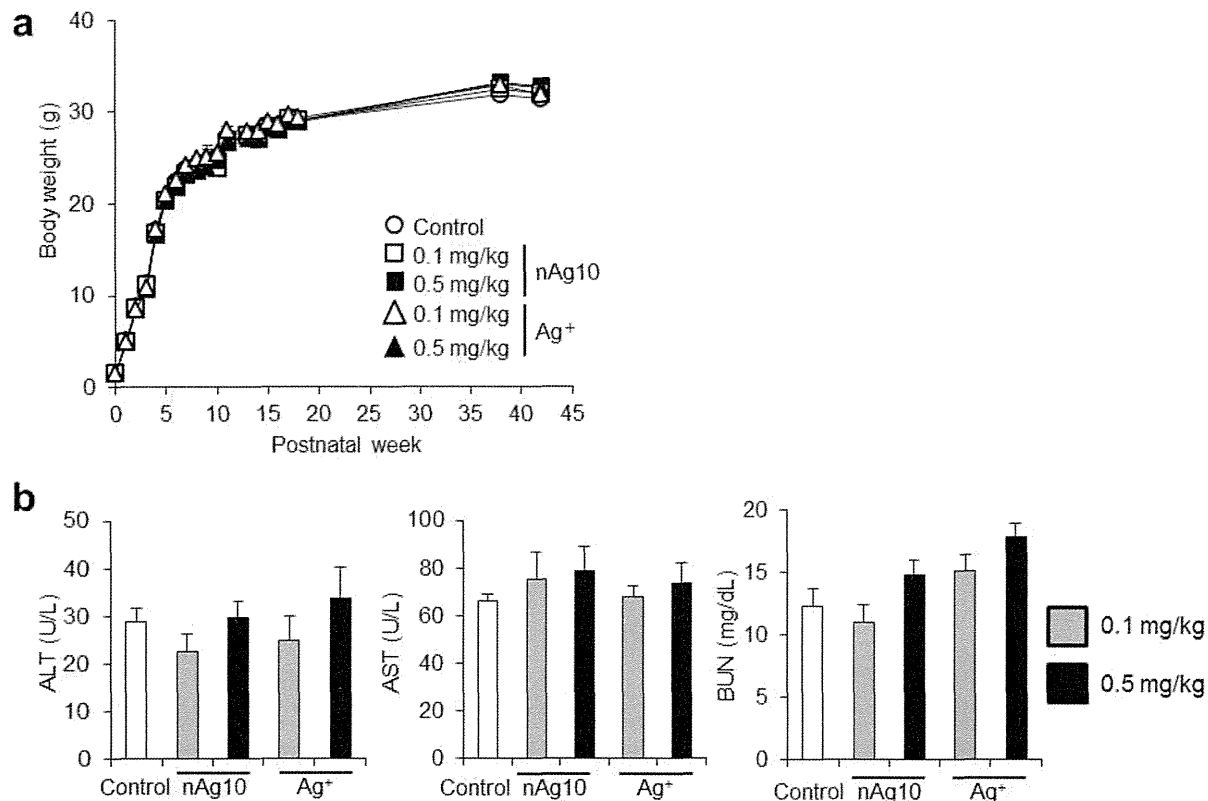 a
40
30
20
10
0
Body weight (g)
0 5 10 15 20 25 30 35 40 45
Postnatal week
Control
0.1 mg/kg
0.5 mg/kg
nAg10
0.1 mg/kg
0.5 mg/kg
Ag+
b
50
40
30
20
10
0
ALT (U/L)
Control nAg10 Ag+
100
80
60
40
20
0
AST (U/L)
Control nAg10 Ag+
20
15
10
5
0
BUN (mg/dL)
Control nAg10 Ag+
0.1 mg/kg
0.5 mg/kg